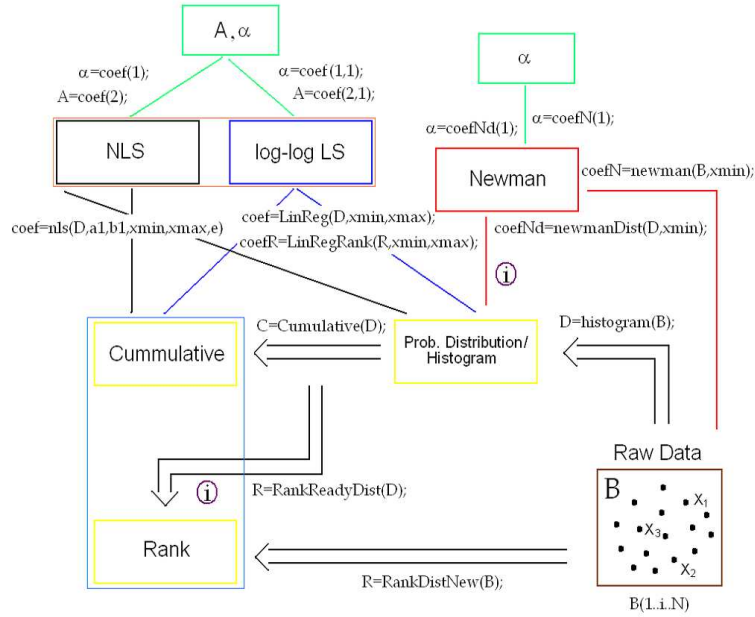 A, α
α
α=coef(1);
A=coef(2);
α=coef(1,1);
A=coef(2,1);
α=coefNd(1);
α=coefN(1);
NLS
log-log LS
Newman
coefN=newman(B,xmin);
coef=nls(D,a1,b1,xmin,xmax,e)
coef=LinReg(D,xmin,xmax);
coefR=LinRegRank(R,xmin,xmax);
coefNd=newmanDist(D,xmin);
i
C=Cumulative(D);
D=histogram(B);
Cummulative
Prob. Distribution/
Histogram
Raw Data
i
R=RankReadyDist(D);
B
X1
X3
X2
Rank
R=RankDistNew(B);
B(1..i..N)